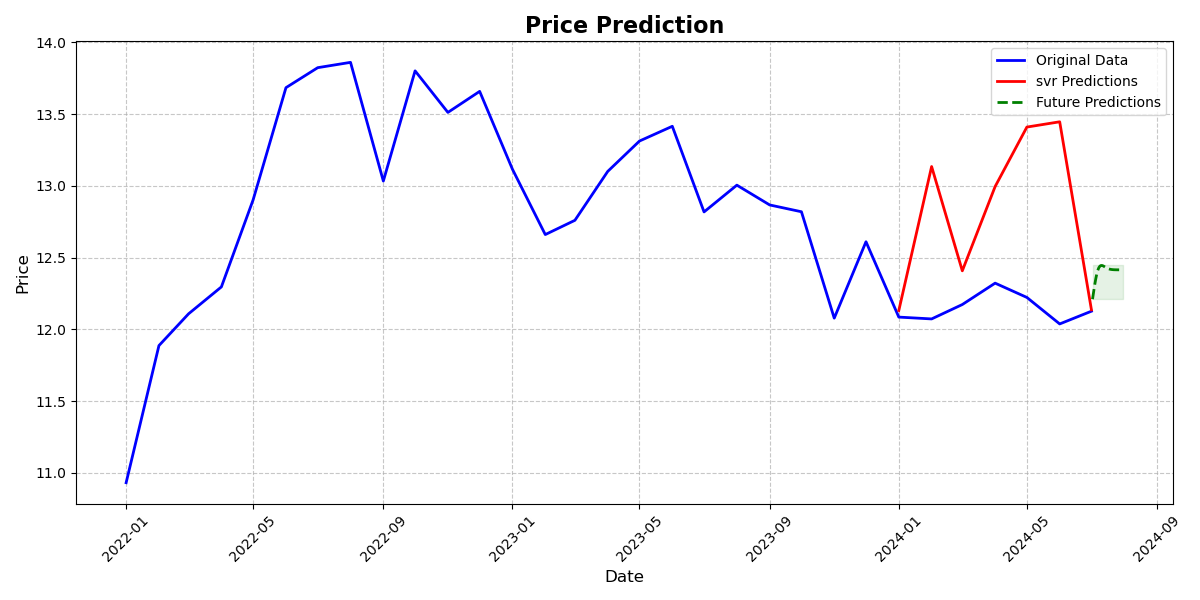 Price Prediction
Original Data
svr Predictions
Future Predictions
Price
14.0
13.5
13.0
12.5
12.0
11.5
11.0
2022-01
2022-05
2022-09
2023-01
2023-05
2023-09
2024-01
2024-05
2024-09
Date